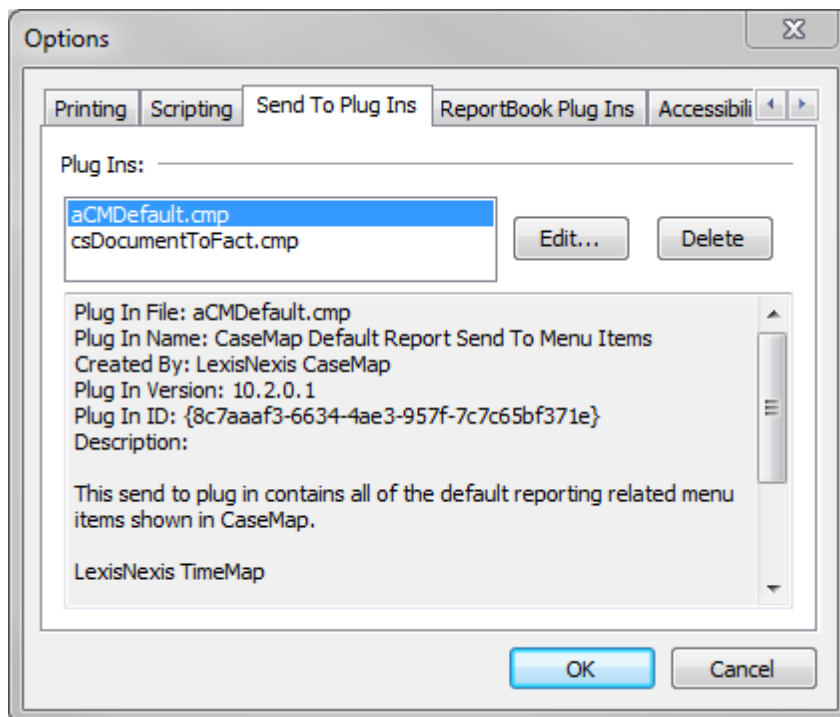 Options
Printing Scripting Send To Plug Ins ReportBook Plug Ins Accessibili
Plug Ins:
aCMDefault.cmp
csDocumentToFact.cmp
Edit... Delete
Plug In File: aCMDefault.cmp
Plug In Name: CaseMap Default Report Send To Menu Items
Created By: LexisNexis CaseMap
Plug In Version: 10.2.0.1
Plug In ID: {8c7aaaf3-6634-4ae3-957f-7c7c65bf371e}
Description:
This send to plug in contains all of the default reporting related menu
items shown in CaseMap.
LexisNexis TimeMap
OK Cancel